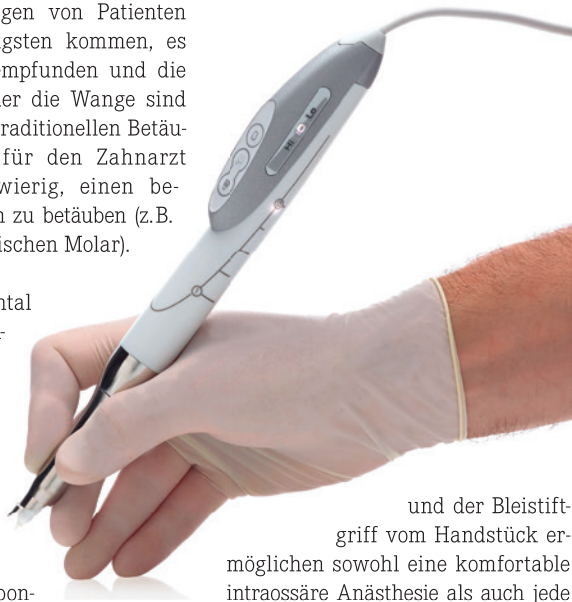 gen von Patienten
gsten kommen, es
mpfunden und die
er die Wange sind
raditionellen Betäu-
für den Zahnarzt
wierig, einen be-
n zu betäuben (z.B.
ischen Molar).
ntal
-
Hi
Lo
und der Bleistift-
griff vom Handstück er-
möglichen sowohl eine komfortable
intraossäre Anästhesie als auch jede
oon-